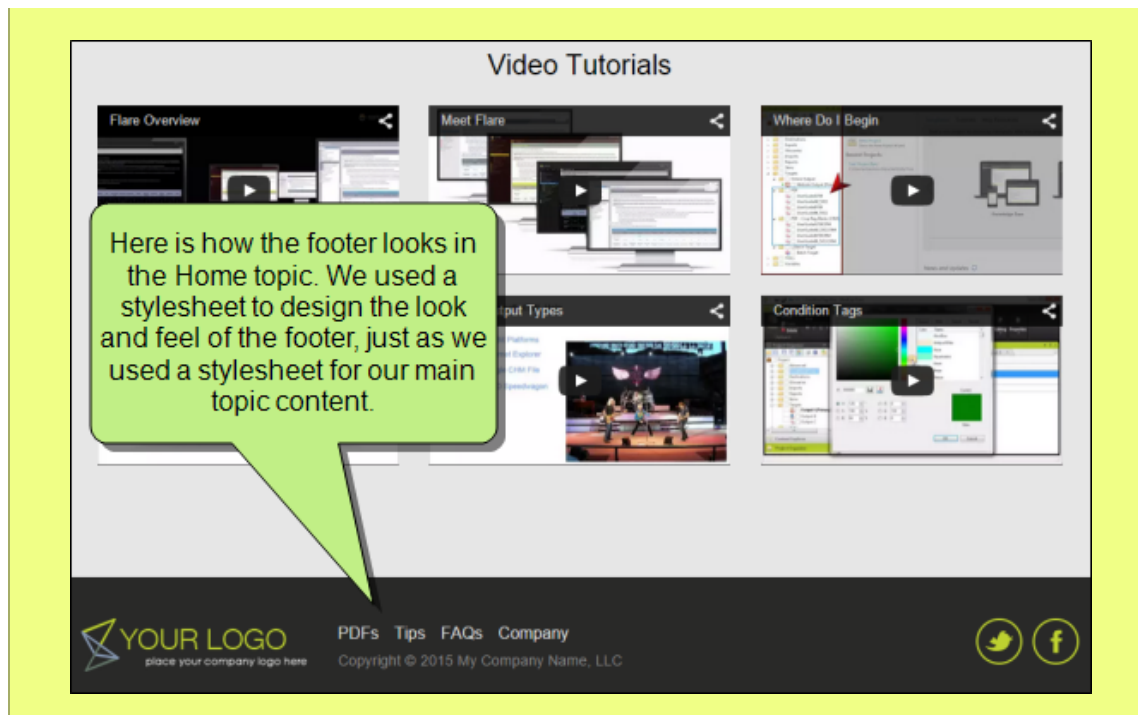 Video Tutorials
Flare Overview
Meet Flare
Where Do I Begin
Here is how the footer looks in
the Home topic. We used a
stylesheet to design the look
and feel of the footer, just as we
used a stylesheet for our main
topic content.
Types
Condition Tags
YOUR LOGO
place your company logo here
PDFs Tips FAQs Company
Copyright © 2015 My Company Name, LLC